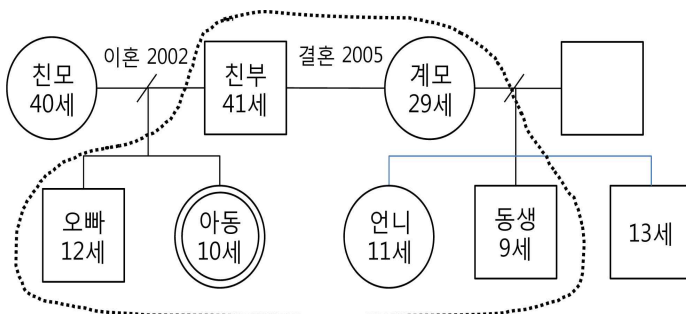 이혼 2002
결혼 2005
친모
40세
친부
41세
계모
29세
오빠
12세
아동
10세
언니
11세
동생
9세
13세